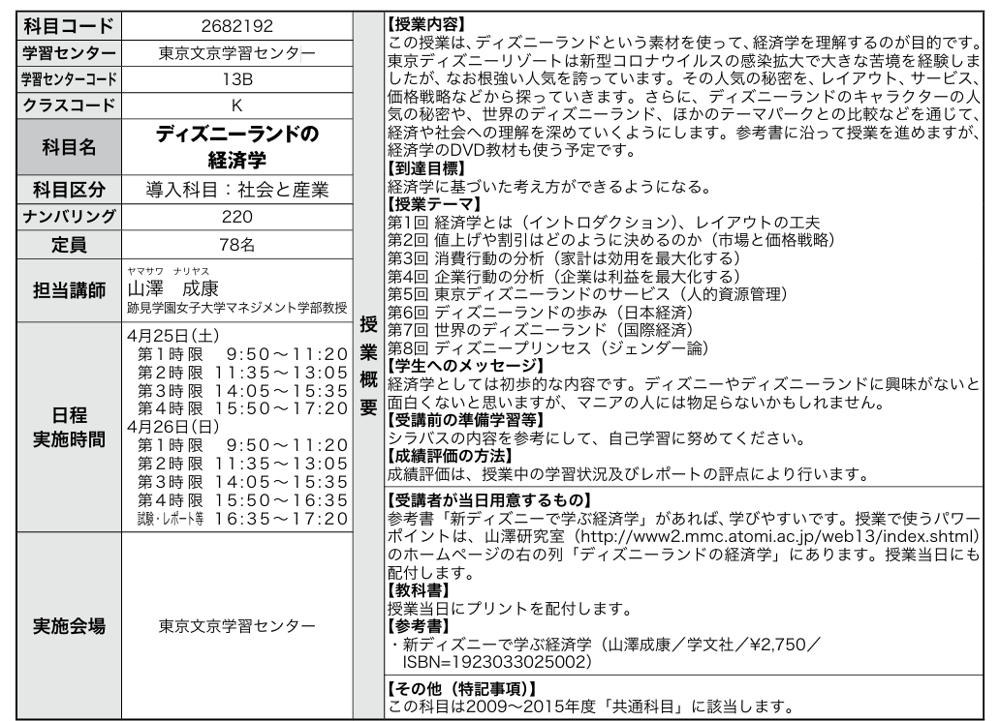 科目コード 2682192
学習センター 東京文京学習センター
学習センターコード 13B
クラスコード K
科目名 ディズニーランドの
経済学
科目区分 導入科目：社会と産業
ナンバリング 220
定員 78名
担当講師
ヤマサワ ナリヤス
山澤 成康
跡見学園女子大学マネジメント学部教授
日程
実施時間
4月25日（土）
第1時限 9:50～11:20
第2時限 11:35～13:05
第3時限 14:05～15:35
第4時限 15:50～17:20
4月26日（日）
第1時限 9:50～11:20
第2時限 11:35～13:05
第3時限 14:05～15:35
第4時限 15:50～16:35
試験・レポート等 16:35～17:20
実施会場 東京文京学習センター
授業概要
【授業内容】
この授業は、ディズニーランドという素材を使って、経済学を理解するのが目的です。
東京ディズニーリゾートは新型コロナウイルスの感染拡大で大きな苦境を経験しま
したが、なお根強い人気を誇っています。その人気の秘密を、レイアウト、サービス、
価格戦略などから探っていきます。さらに、ディズニーランドのキャラクターの人
気の秘密や、世界のディズニーランド、ほかのテーマパークとの比較などを通じて、
経済や社会への理解を深めていくようにします。参考書に沿って授業を進めますが、
経済学のDVD教材も使う予定です。
【到達目標】
経済学に基づいた考え方ができるようになる。
【授業テーマ】
第1回 経済学とは（イントロダクション）、レイアウトの工夫
第2回 値上げや割引はどのように決めるのか（市場と価格戦略）
第3回 消費行動の分析（家計は効用を最大化する）
第4回 企業行動の分析（企業は利益を最大化する）
第5回 東京ディズニーランドのサービス（人的資源管理）
第6回 ディズニーランドの歩み（日本経済）
第7回 世界のディズニーランド（国際経済）
第8回 ディズニープリンセス（ジェンダー論）
【学生へのメッセージ】
経済学としては初歩的な内容です。ディズニーやディズニーランドに興味がないと
面白くないと思いますが、マニアの人には物足らないかもしれません。
【受講前の準備学習等】
シラバスの内容を参考にして、自己学習に努めてください。
【成績評価の方法】
成績評価は、授業中の学習状況及びレポートの評点により行います。
【受講者が当日用意するもの】
参考書「新ディズニーで学ぶ経済学」があれば、学びやすいです。授業で使うパワー
ポイントは、山澤研究室（http://www2.mmc.atomi.ac.jp/web13/index.shtml）
のホームページの右の列「ディズニーランドの経済学」にあります。授業当日にも
配付します。
【教科書】
授業当日にプリントを配付します。
【参考書】
・新ディズニーで学ぶ経済学（山澤成康／学文社／¥2,750／
ISBN=1923033025002）
【その他（特記事項）】
この科目は2009～2015年度「共通科目」に該当します。